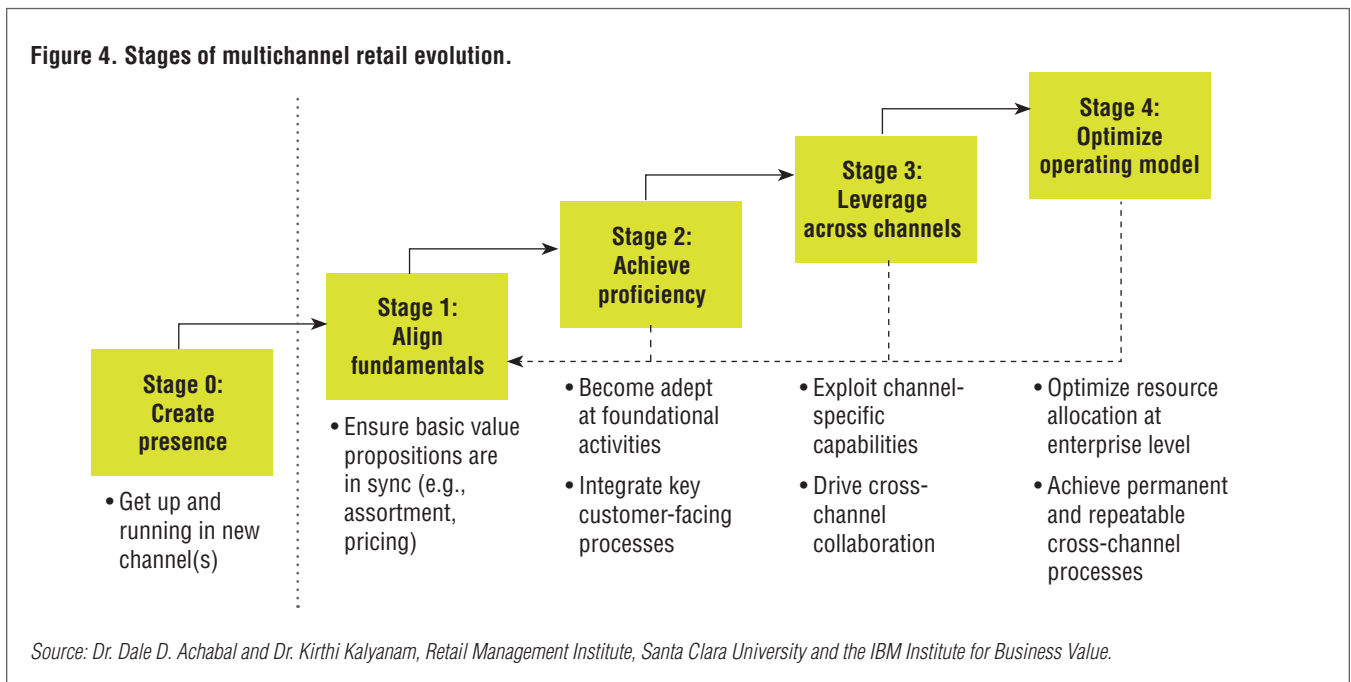 Figure 4. Stages of multichannel retail evolution.
Stage 0:
Create
presence
• Get up and
running in new
channel(s)
Stage 1:
Align
fundamentals
• Ensure basic value
propositions are
in sync (e.g.,
assortment,
pricing)
Stage 2:
Achieve
proficiency
• Become adept
at foundational
activities
• Integrate key
customer-facing
processes
Stage 3:
Leverage
across channels
• Exploit channel-
specific
capabilities
• Drive cross-
channel
collaboration
Stage 4:
Optimize
operating model
• Optimize resource
allocation at
enterprise level
• Achieve permanent
and repeatable
cross-channel
processes
Source: Dr. Dale D. Achabal and Dr. Kirthi Kalyanam, Retail Management Institute, Santa Clara University and the IBM Institute for Business Value.